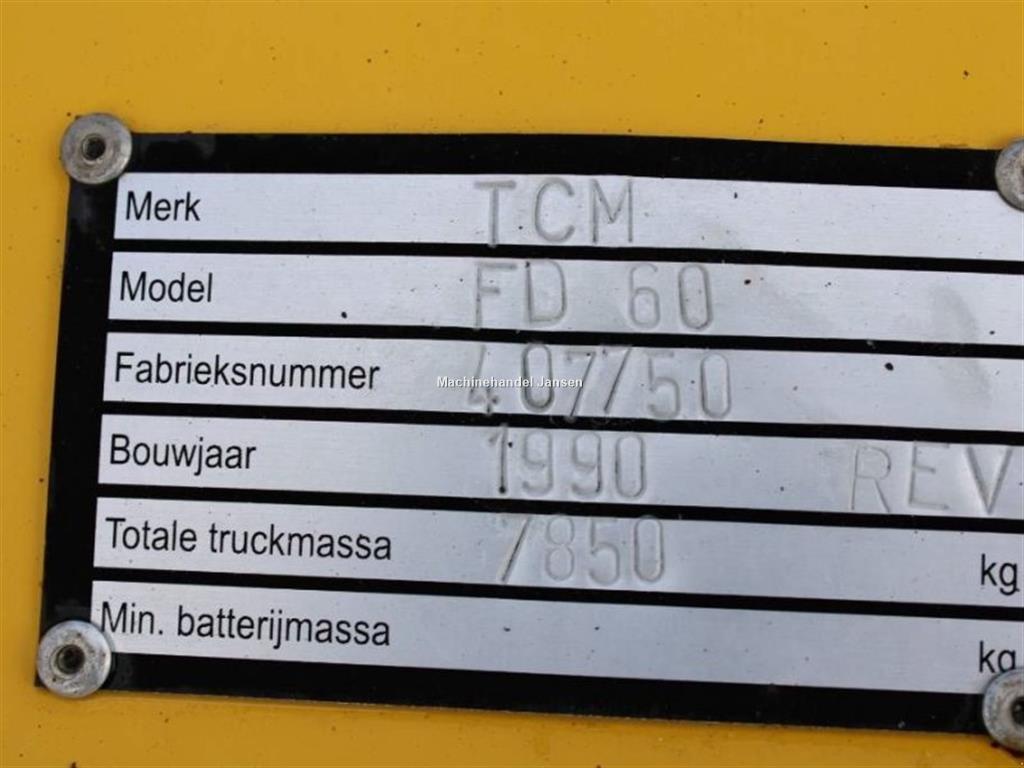 Merk TCM
Model FD 60
Fabrieksnummer 407750
Machinehandel Jansen
Bouwjaar 1990 REV
Totale truckmassa 7850 kg
Min. batterijmassa kg